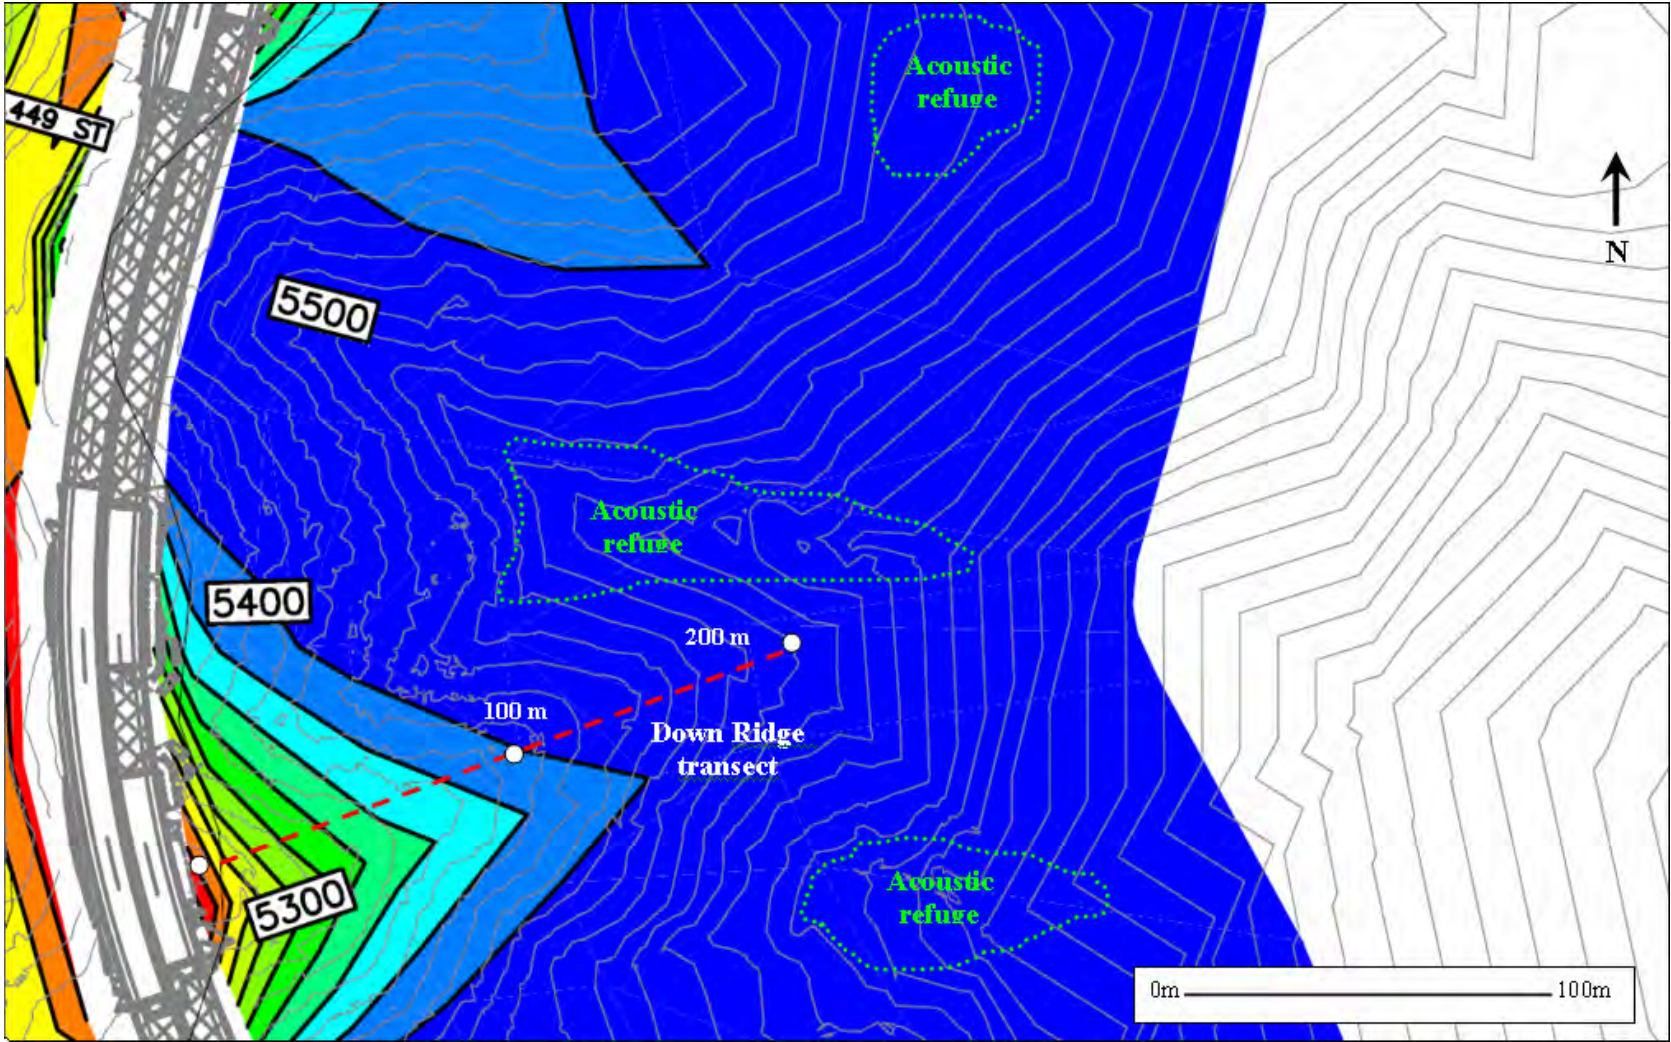 Acoustic
refuge
449 ST
N
5500
Acoustic
refuge
5400
200 m
100 m
Down Ridge
transect
Acoustic
refuge
5300
0m
100m